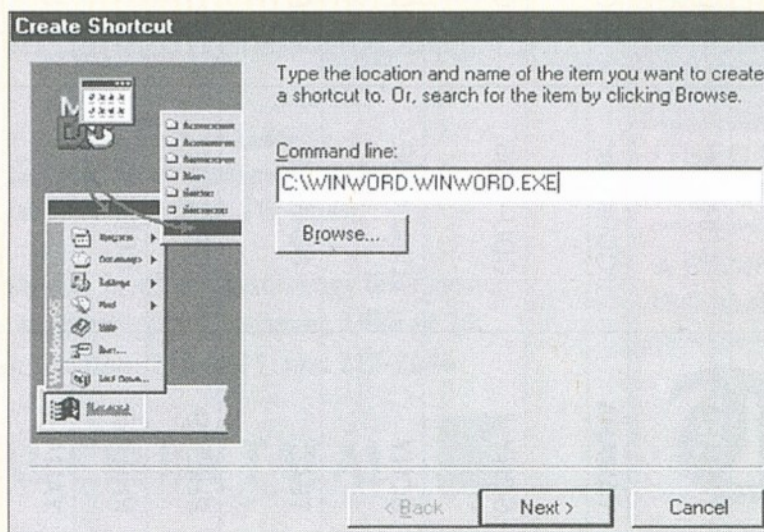 Create Shortcut
Type the location and name of the item you want to create
a shortcut to. Or, search for the item by clicking Browse.
Command line:
C:\WINWORD.WINWORD.EXE
Browse...
Windows95
< Back
Next >
Cancel